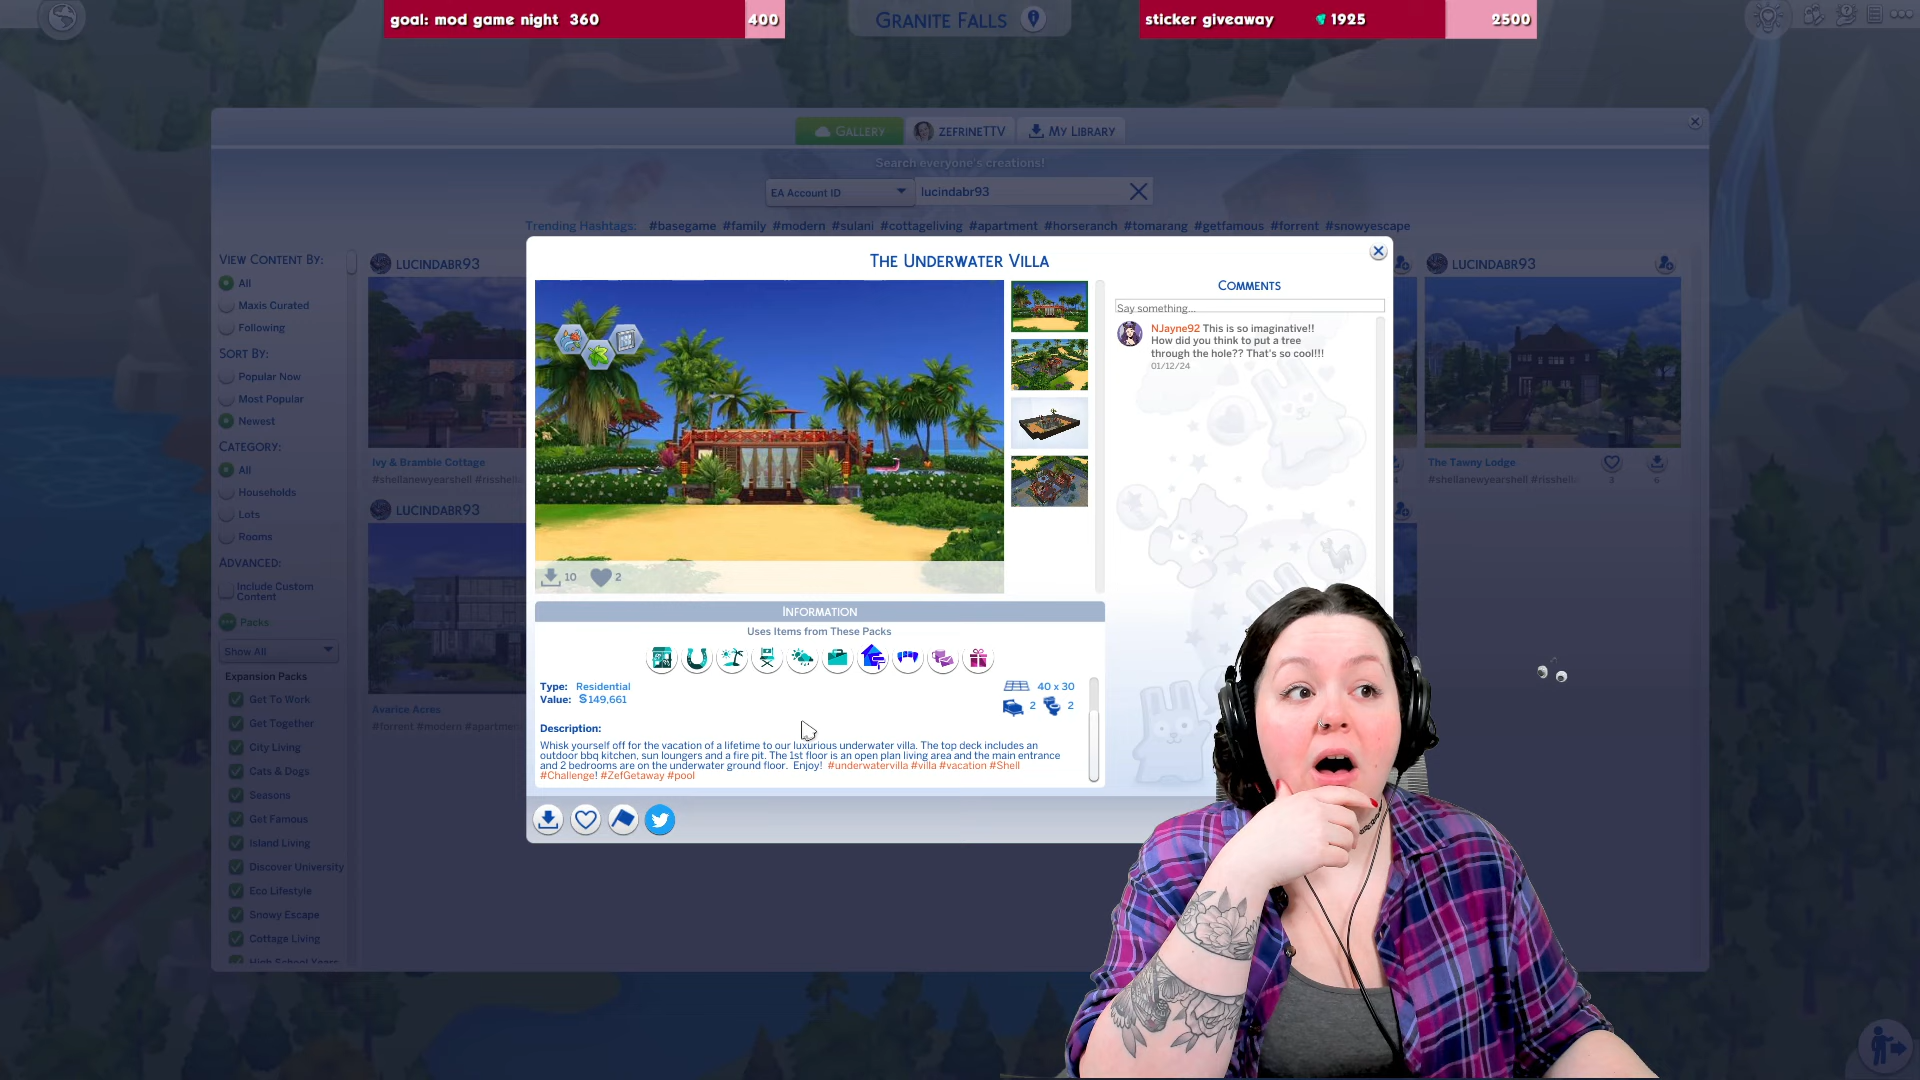 goal: mod game night 360
400
GRANITE FALLS
sticker giveaway 1925
2500
GALLERY
ZEFRINETTV
MY LIBRARY
Search everyone's creations!
EA Account ID
lucindabr93
Trending Hashtags: #basegame #family #modern #sulani #cottageliving #apartment #horseranch #tomarang #getfamous #forrent #snowyescape
VIEW CONTENT BY:
All
Maxis Curated
Following
SORT BY:
Popular Now
Most Popular
Newest
CATEGORY:
All
Households
Lots
Rooms
ADVANCED:
Include Custom
Content
Packs
Show All
Expansion Packs
Get To Work
Get Together
City Living
Cats & Dogs
Seasons
Get Famous
Island Living
Discover University
Eco Lifestyle
Snowy Escape
Cottage Living
High School Years
LUCINDABR93
Ivy & Bramble Cottage
#shellanewyearshell #risshell
LUCINDABR93
Avarice Acres
#forrent #modern #apartmen
THE UNDERWATER VILLA
10
2
INFORMATION
Uses Items from These Packs
Type: Residential
Value: §149,661
40 x 30
2 2
Description:
Whisk yourself off for the vacation of a lifetime to our luxurious underwater villa. The top deck includes an
outdoor bbq kitchen, sun loungers and a fire pit. The 1st floor is an open plan living area and the main entrance
and 2 bedrooms are on the underwater ground floor. Enjoy! #underwatervilla #villa #vacation #Shell
#Challenge! #ZefGetaway #pool
COMMENTS
Say something...
NJayne92 This is so imaginative!!
How did you think to put a tree
through the hole?? That's so cool!!!
01/12/24
LUCINDABR93
The Tawny Lodge
#shellanewyearshell #risshell
3
6